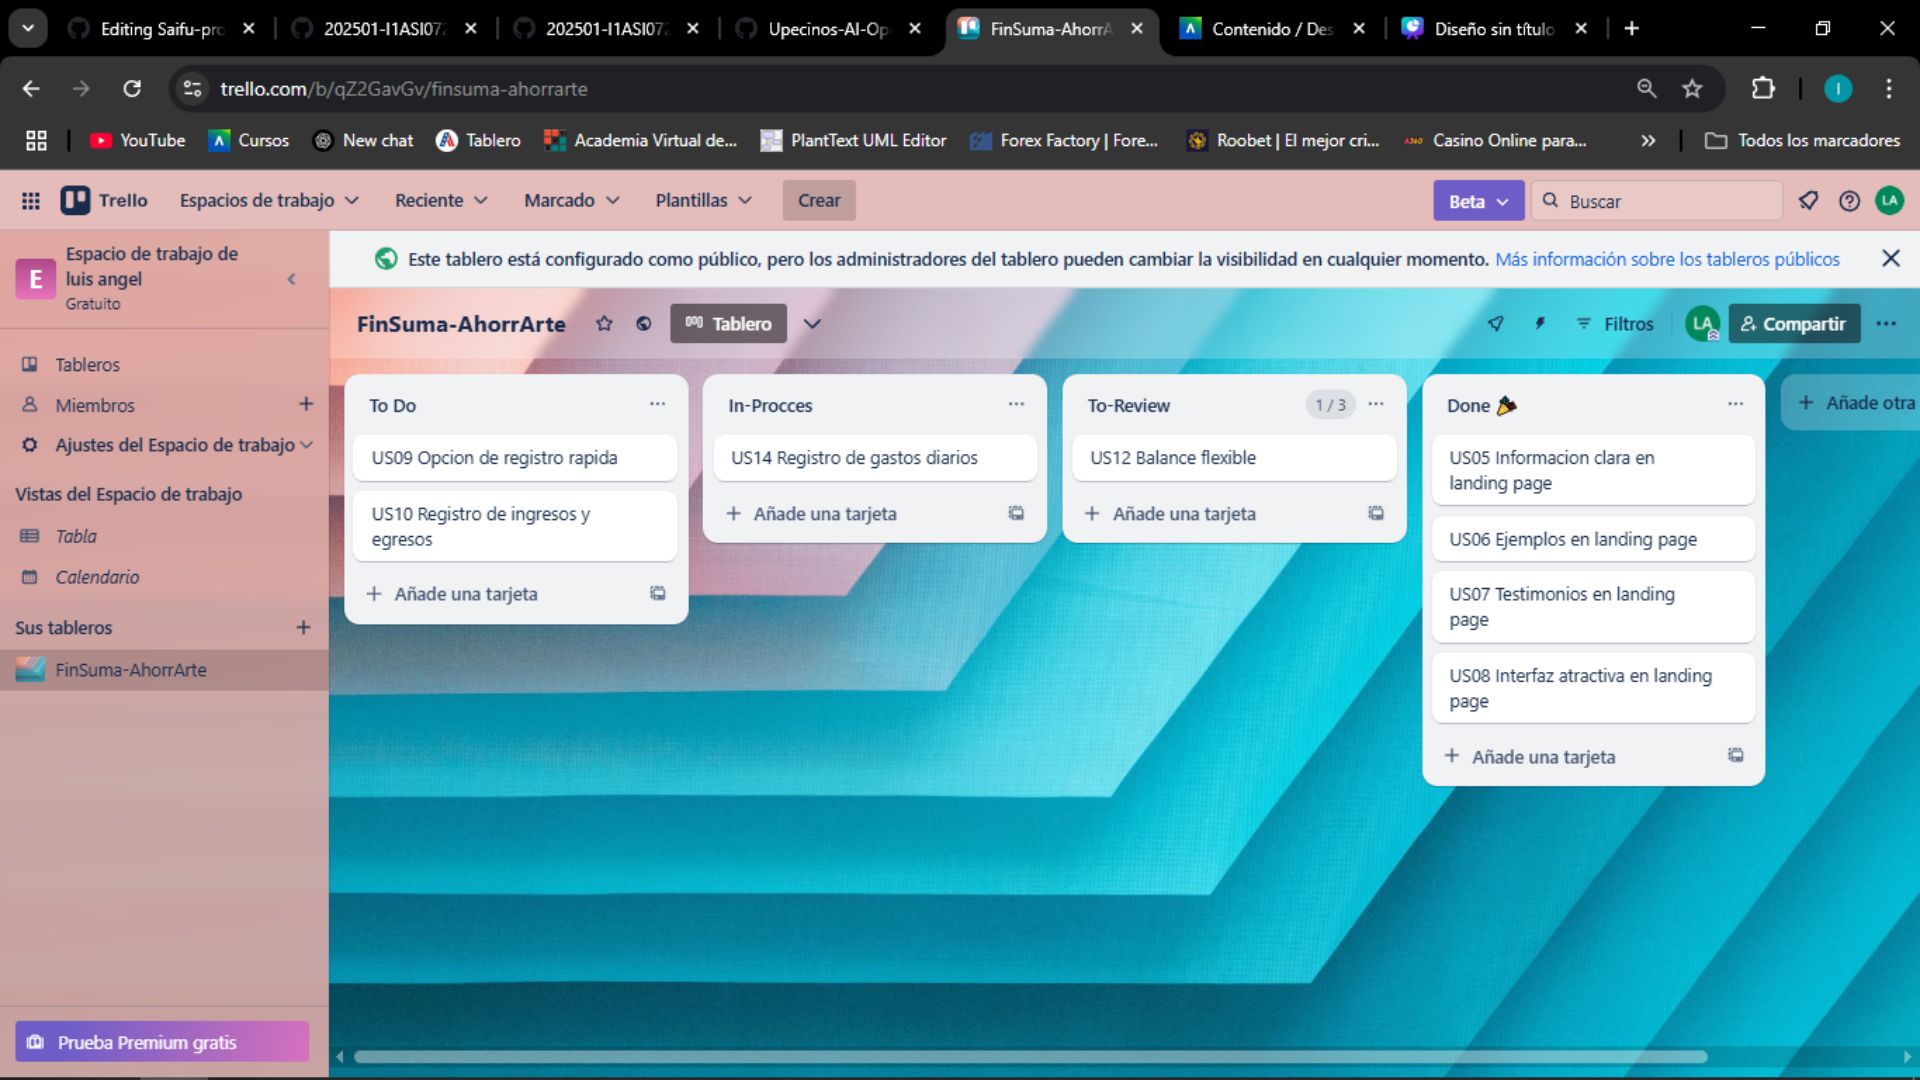 Editing Saifu-pro
202501-I1ASI072
202501-I1ASI072
Upecinos-AI-Op
FinSuma-AhorrA
Contenido / Des
Diseño sin título
trello.com/b/qZ2GavGv/finsuma-ahorrarte
I
YouTube
Cursos
New chat
Tablero
Academia Virtual de...
PlantText UML Editor
Forex Factory | Fore...
Roobet | El mejor cri...
Casino Online para...
Todos los marcadores
Trello
Espacios de trabajo
Reciente
Marcado
Plantillas
Crear
Beta
Buscar
LA
E
Espacio de trabajo de
luis angel
Gratuito
Este tablero está configurado como público, pero los administradores del tablero pueden cambiar la visibilidad en cualquier momento. Más información sobre los tableros públicos
FinSuma-AhorrArte
Tablero
Filtros
LA
Compartir
Tableros
Miembros
Ajustes del Espacio de trabajo
Vistas del Espacio de trabajo
Tabla
Calendario
Sus tableros
FinSuma-AhorrArte
Prueba Premium gratis
To Do
US09 Opcion de registro rapida
US10 Registro de ingresos y
egresos
Añade una tarjeta
In-Procces
US14 Registro de gastos diarios
Añade una tarjeta
To-Review
1 / 3
US12 Balance flexible
Añade una tarjeta
Done
US05 Informacion clara en
landing page
US06 Ejemplos en landing page
US07 Testimonios en landing
page
US08 Interfaz atractiva en landing
page
Añade una tarjeta
Añade otra